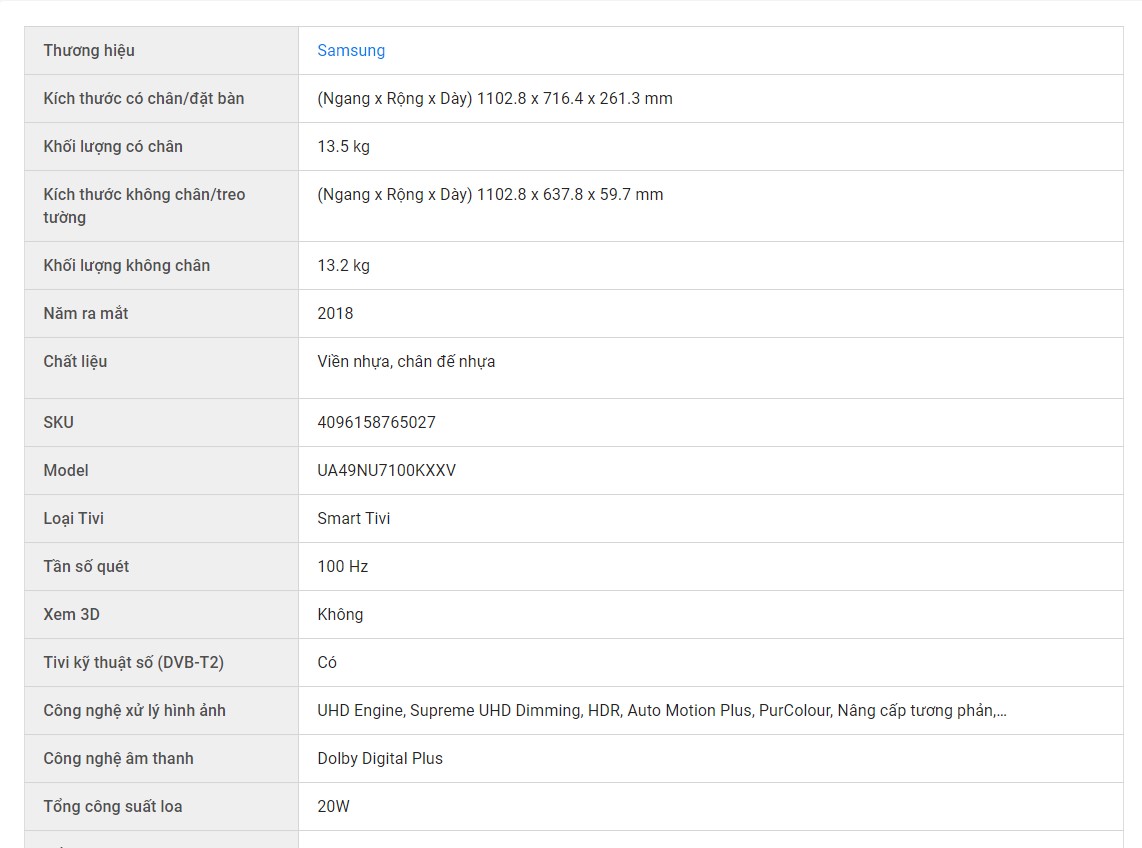 Thương hiệu
Samsung
Kích thước có chân/đặt bàn
(Ngang x Rộng x Dày) 1102.8 x 716.4 x 261.3 mm
Khối lượng có chân
13.5 kg
Kích thước không chân/treo
tường
(Ngang x Rộng x Dày) 1102.8 x 637.8 x 59.7 mm
Khối lượng không chân
13.2 kg
Năm ra mắt
2018
Chất liệu
Viền nhựa, chân đế nhựa
SKU
4096158765027
Model
UA49NU7100KXXV
Loại Tivi
Smart Tivi
Tần số quét
100 Hz
Xem 3D
Không
Tivi kỹ thuật số (DVB-T2)
Có
Công nghệ xử lý hình ảnh
UHD Engine, Supreme UHD Dimming, HDR, Auto Motion Plus, PurColour, Nâng cấp tương phản,...
Công nghệ âm thanh
Dolby Digital Plus
Tổng công suất loa
20W